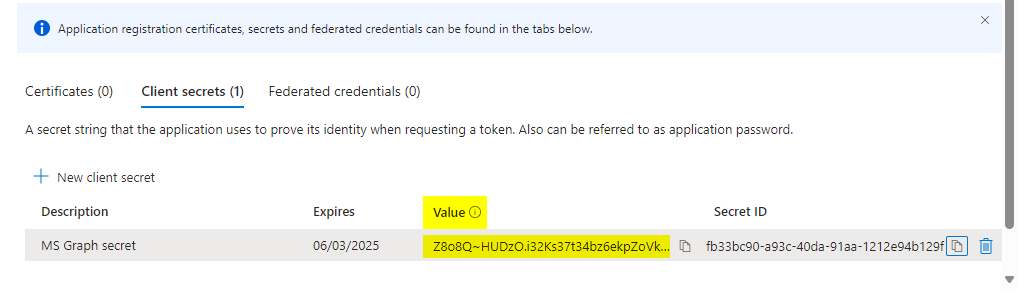 Application registration certificates, secrets and federated credentials can be found in the tabs below.
Certificates (0) Client secrets (1) Federated credentials (0)
A secret string that the application uses to prove its identity when requesting a token. Also can be referred to as application password.
New client secret
Description Expires Value Secret ID
MS Graph secret 06/03/2025 Z8o8Q~HUDzO.i32Ks37t34bz6ekpZoVk... fb33bc90-a93c-40da-91aa-1212e94b129f